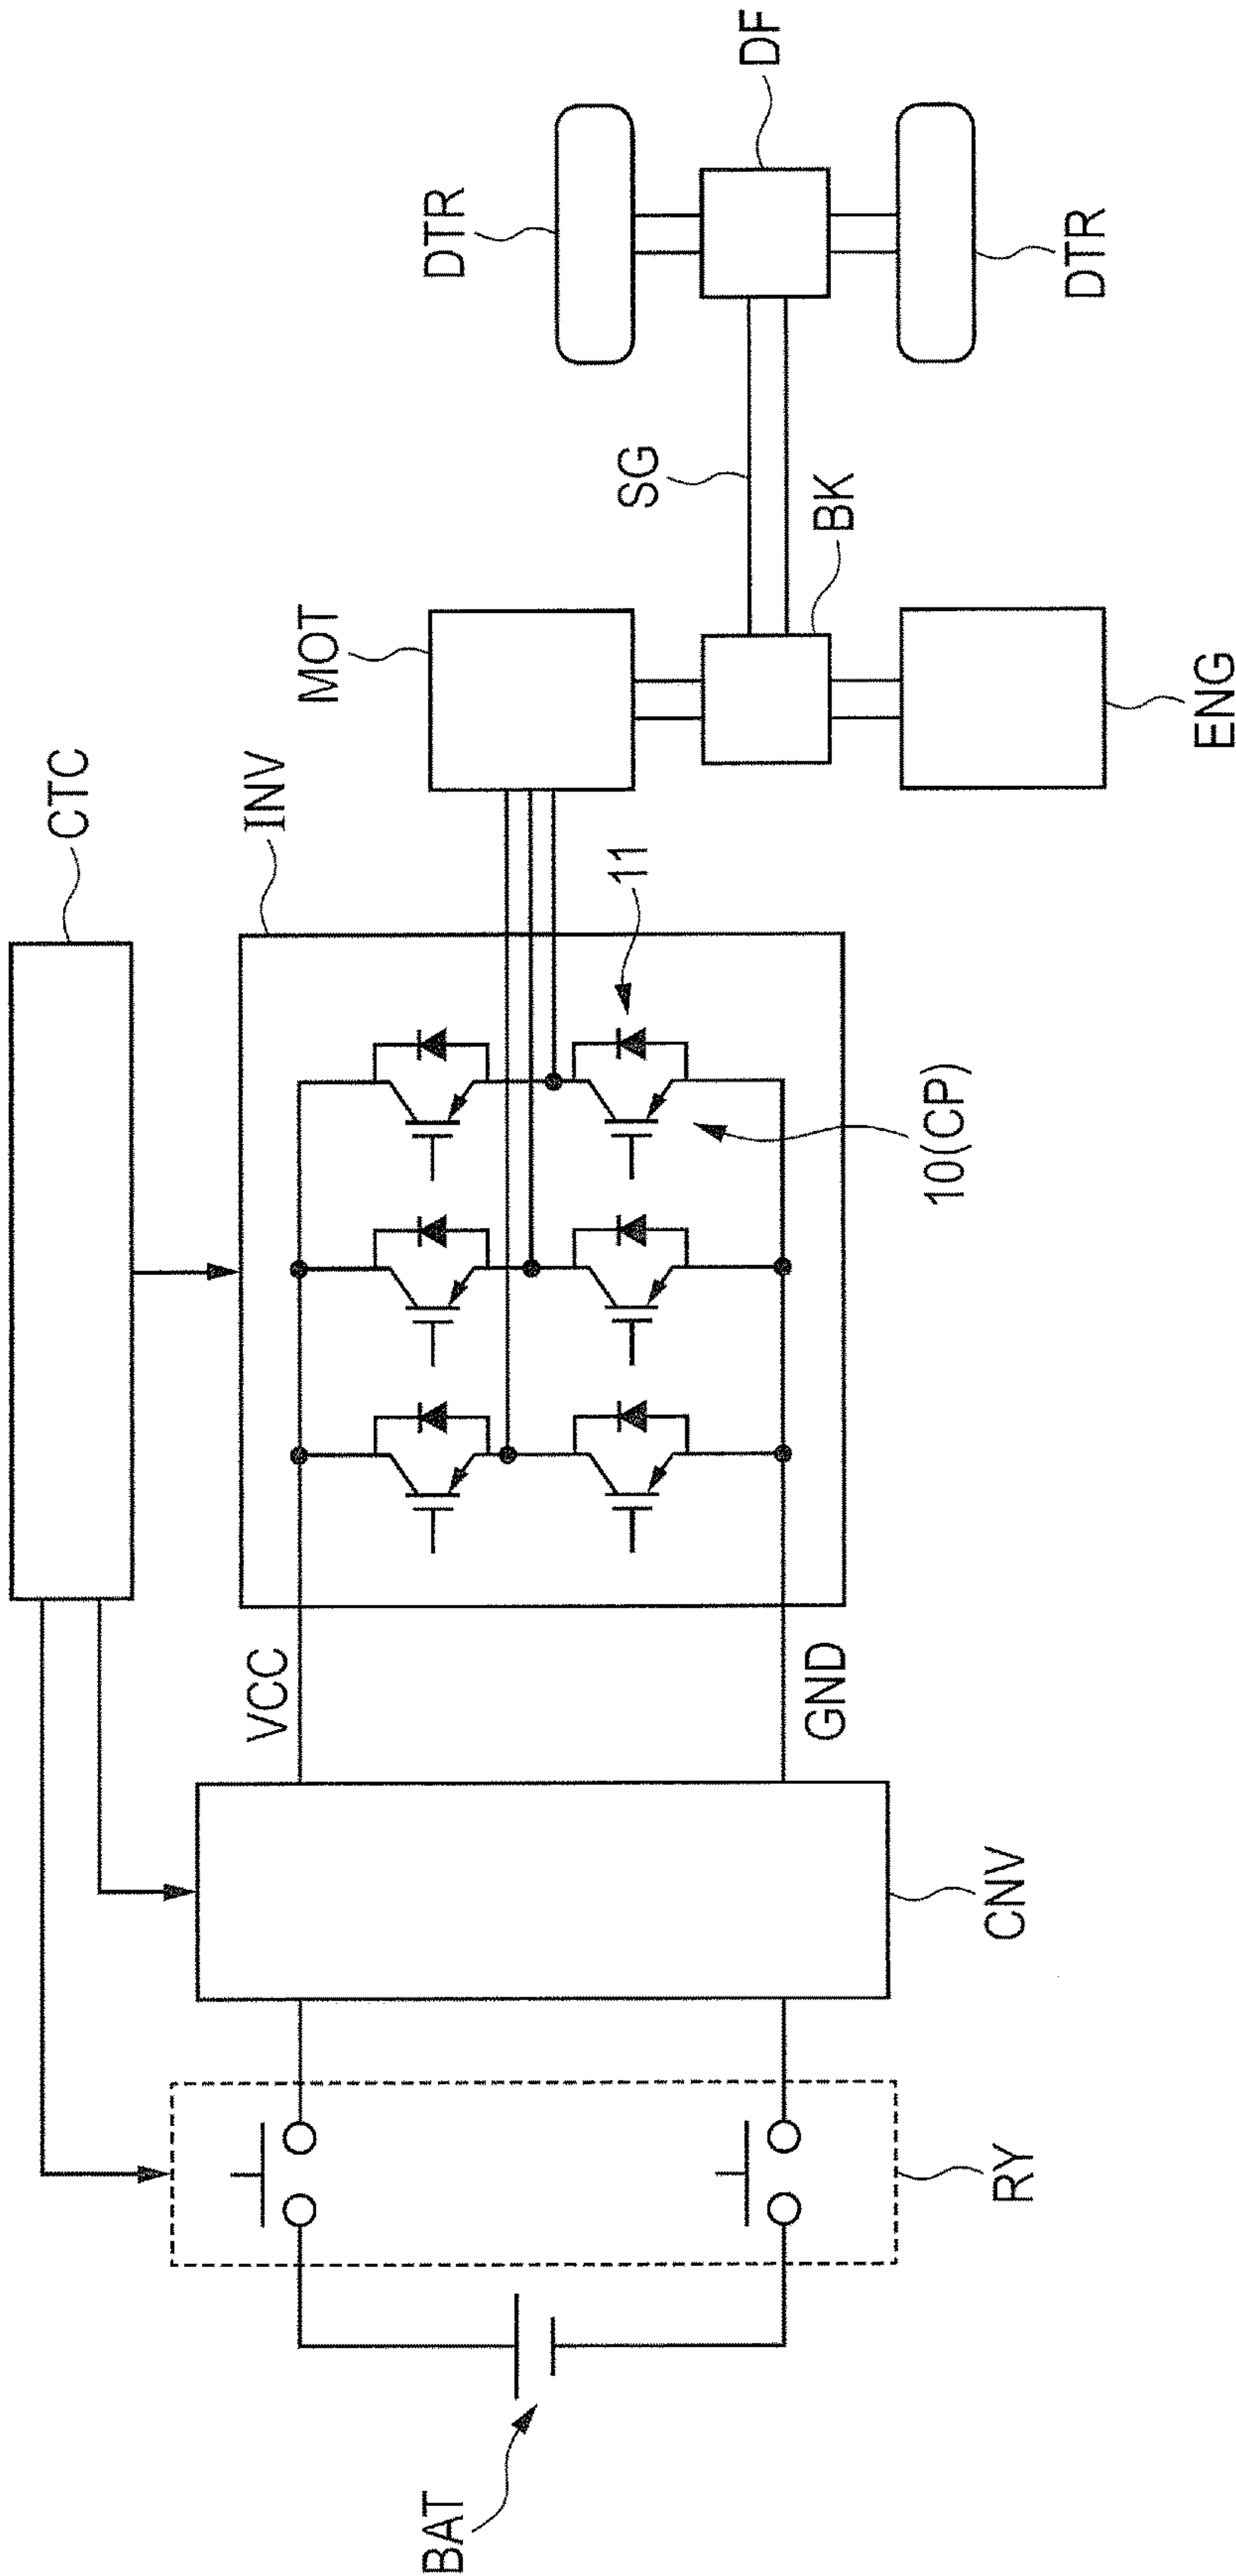 CTC
INV
MOT
DTR
DF
SG
BK
DTR
ENG
11
10(CP)
VCC
GND
CNV
RY
BAT